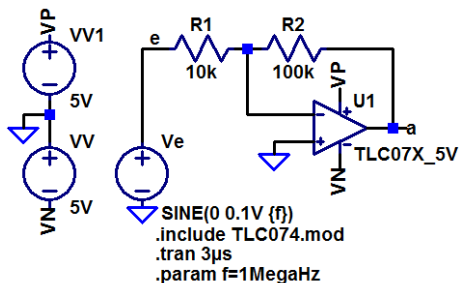 VP
VV1
5V
VV
5V
VN
e
R1
10k
R2
100k
Ve
VP
U1
a
TLC07X_5V
VN
SINE(0 0.1V {f})
.include TLC074.mod
.tran 3µs
.param f=1MegaHz